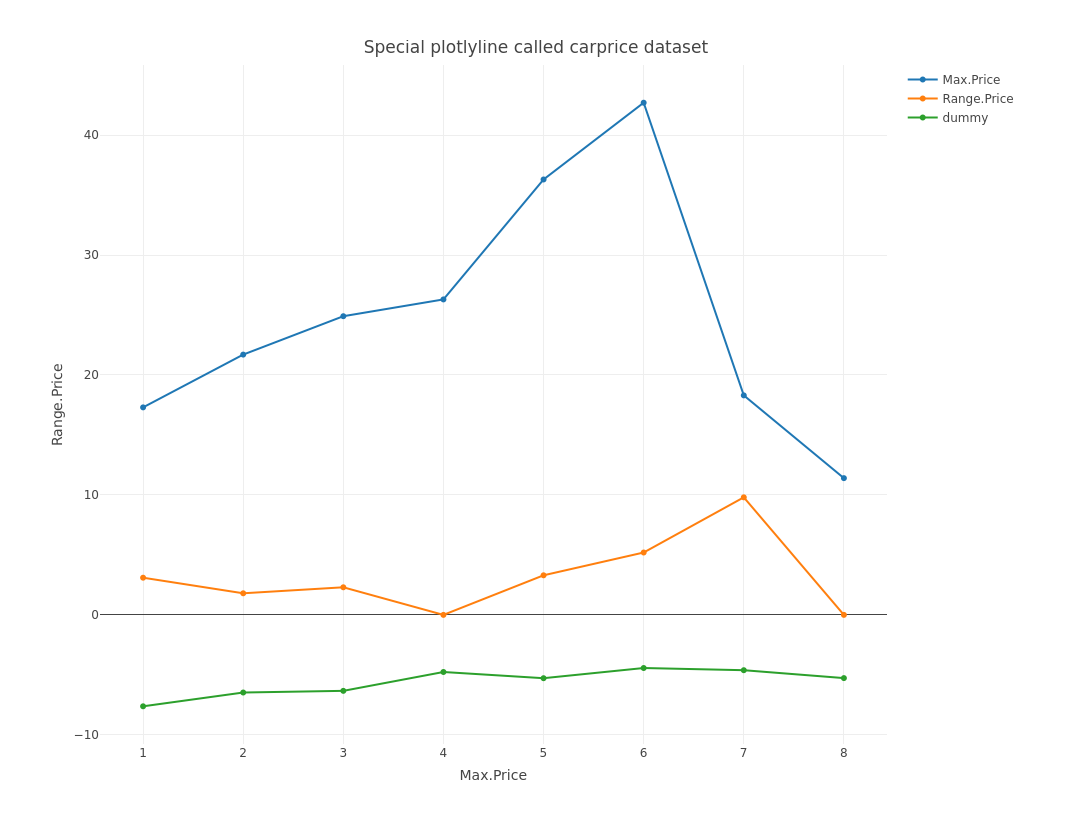 Special plotlyline called carprice dataset
Max.Price
Range.Price
dummy
Range.Price
40
30
20
10
0
−10
1 2 3 4 5 6 7 8
Max.Price